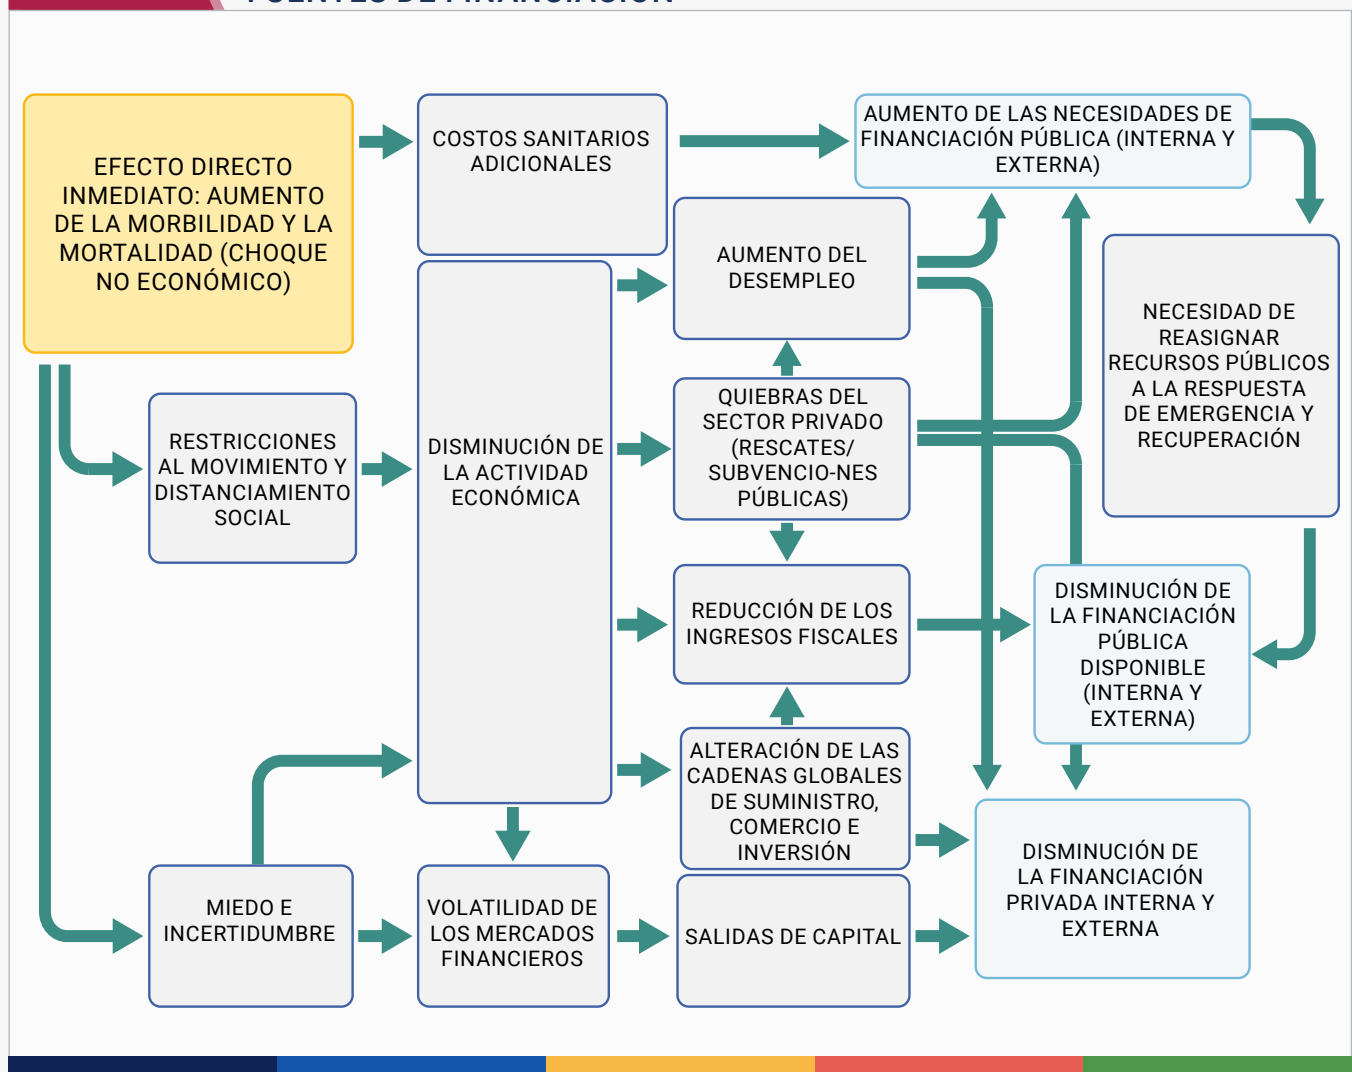 FUENTES DE FINANCIACIÓN
EFECTO DIRECTO
INMEDIATO: AUMENTO
DE LA MORBILIDAD Y LA
MORTALIDAD (CHOQUE
NO ECONÓMICO)
COSTOS SANITARIOS
ADICIONALES
AUMENTO DE LAS NECESIDADES DE
FINANCIACIÓN PÚBLICA (INTERNA Y
EXTERNA)
AUMENTO DEL
DESEMPLEO
NECESIDAD DE
REASIGNAR
RECURSOS PÚBLICOS
A LA RESPUESTA
DE EMERGENCIA Y
RECUPERACIÓN
RESTRICCIONES
AL MOVIMIENTO Y
DISTANCIAMIENTO
SOCIAL
DISMINUCIÓN DE
LA ACTIVIDAD
ECONÓMICA
QUIEBRAS DEL
SECTOR PRIVADO
(RESCATES/
SUBVENCIO-NES
PÚBLICAS)
REDUCCIÓN DE LOS
INGRESOS FISCALES
DISMINUCIÓN DE
LA FINANCIACIÓN
PÚBLICA
DISPONIBLE
(INTERNA Y
EXTERNA)
ALTERACIÓN DE LAS
CADENAS GLOBALES
DE SUMINISTRO,
COMERCIO E
INVERSIÓN
MIEDO E
INCERTIDUMBRE
VOLATILIDAD DE
LOS MERCADOS
FINANCIEROS
SALIDAS DE CAPITAL
DISMINUCIÓN DE
LA FINANCIACIÓN
PRIVADA INTERNA Y
EXTERNA